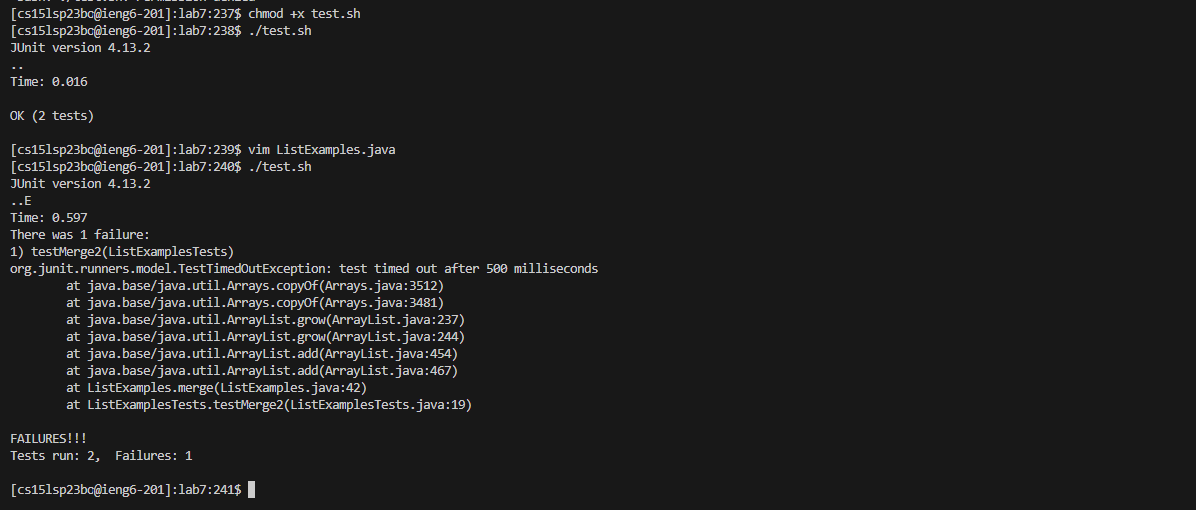 [cs15lsp23bq@ieng6-201]:lab7:237$ chmod +x test.sh
[cs15lsp23bq@ieng6-201]:lab7:238$ ./test.sh
JUnit version 4.13.2
..
Time: 0.016
OK (2 tests)
[cs15lsp23bq@ieng6-201]:lab7:239$ vim ListExamples.java
[cs15lsp23bq@ieng6-201]:lab7:240$ ./test.sh
JUnit version 4.13.2
..E
Time: 0.597
There was 1 failure:
1) testMerge2(ListExamplesTests)
org.junit.runners.model.TestTimedOutException: test timed out after 500 milliseconds
at java.base/java.util.Arrays.copyOf(Arrays.java:3512)
at java.base/java.util.Arrays.copyOf(Arrays.java:3481)
at java.base/java.util.ArrayList.grow(ArrayList.java:237)
at java.base/java.util.ArrayList.grow(ArrayList.java:244)
at java.base/java.util.ArrayList.add(ArrayList.java:454)
at java.base/java.util.ArrayList.add(ArrayList.java:467)
at ListExamples.merge(ListExamples.java:42)
at ListExamplesTests.testMerge2(ListExamplesTests.java:19)
FAILURES!!!
Tests run: 2,  Failures: 1
[cs15lsp23bq@ieng6-201]:lab7:241$